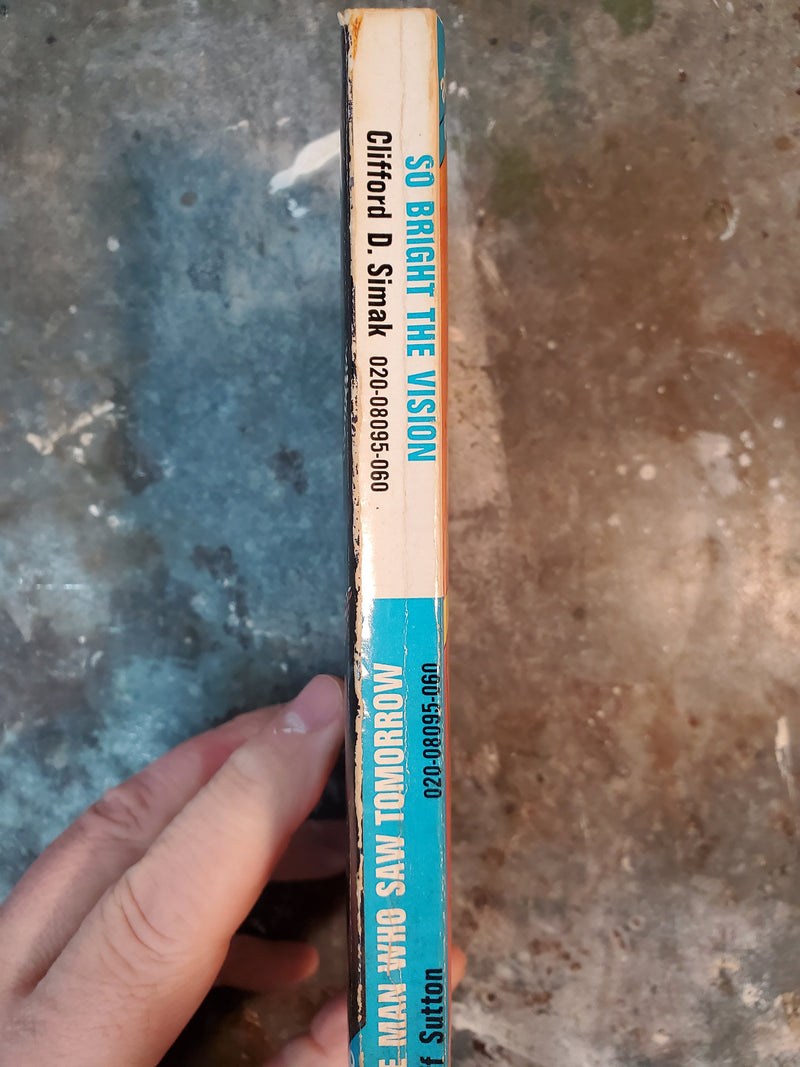 SO BRIGHT THE VISION
Clifford D. Simak 020-08095-060
MAN WHO SAW TOMORROW
020-08095-060
Sutton